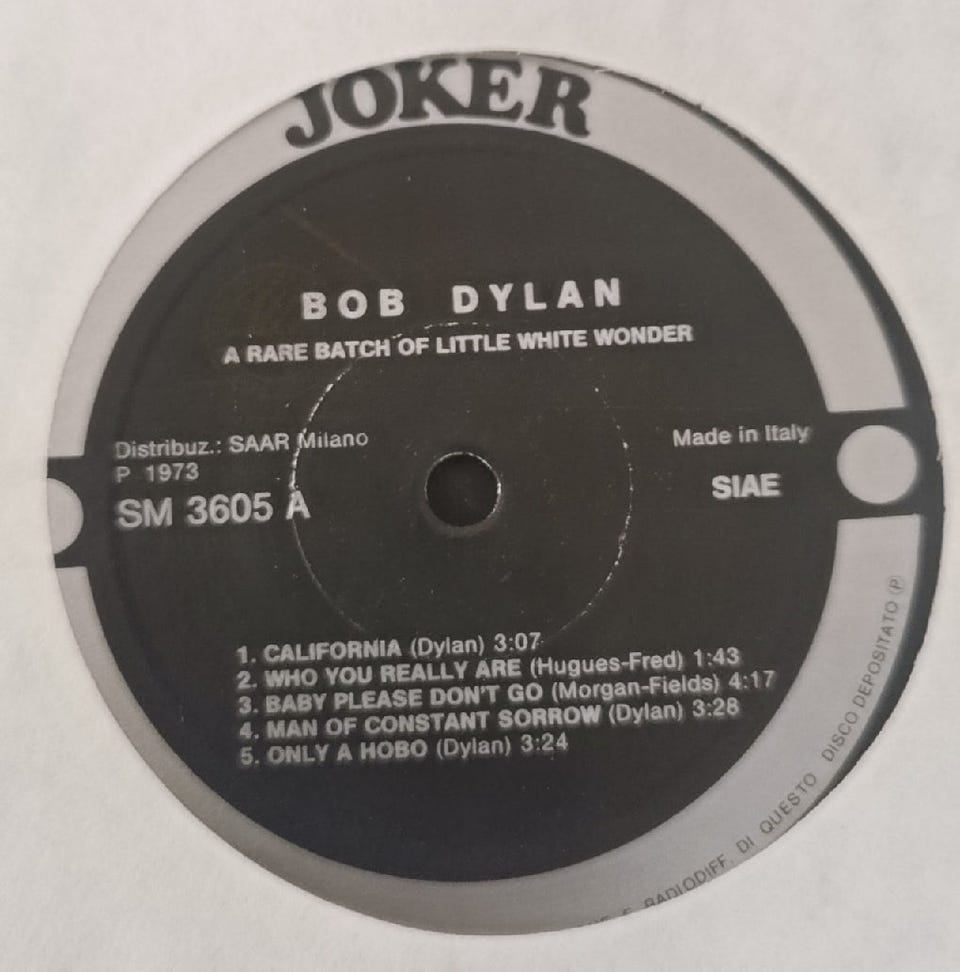 JOKER
BOB DYLAN
A RARE BATCH OF LITTLE WHITE WONDER
Distribuz.: SAAR Milano
P 1973
SM 3605 A
Made in Italy
SIAE
1. CALIFORNIA (Dylan) 3:07
2. WHO YOU REALLY ARE (Hugues-Fred) 1:43
3. BABY PLEASE DON'T GO (Morgan-Fields) 4:17
4. MAN OF CONSTANT SORROW (Dylan) 3:28
5. ONLY A HOBO (Dylan) 3:24
E RADIODIFF. DI QUESTO DISCO DEPOSITATO (P)